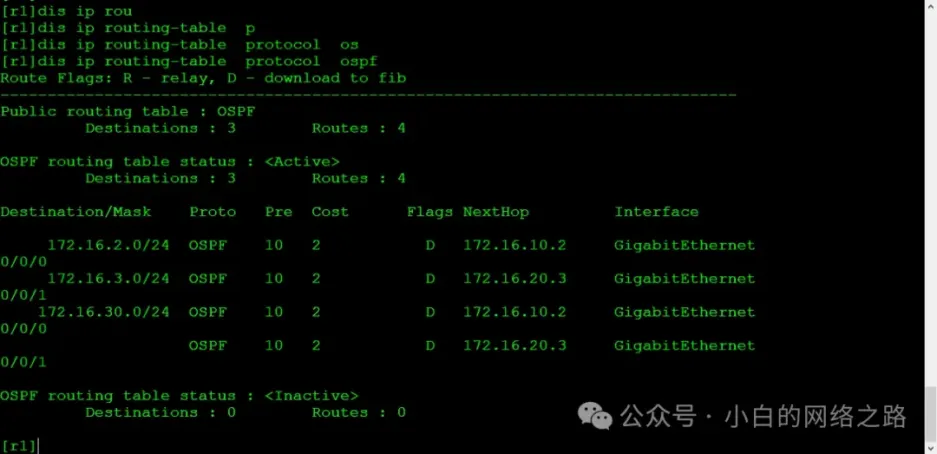 [r1]dis ip rou
[r1]dis ip routing-table  p
[r1]dis ip routing-table  protocol  os
[r1]dis ip routing-table  protocol  ospf
Route Flags: R - relay, D - download to fib
------------------------------------------------------------------------------
Public routing table : OSPF
         Destinations : 3        Routes : 4
OSPF routing table status : <Active>
         Destinations : 3        Routes : 4
Destination/Mask    Proto   Pre  Cost      Flags NextHop         Interface
     172.16.2.0/24  OSPF    10   2           D   172.16.10.2     GigabitEthernet
0/0/0
     172.16.3.0/24  OSPF    10   2           D   172.16.20.3     GigabitEthernet
0/0/1
    172.16.30.0/24  OSPF    10   2           D   172.16.10.2     GigabitEthernet
0/0/0
                    OSPF    10   2           D   172.16.20.3     GigabitEthernet
0/0/1
OSPF routing table status : <Inactive>
         Destinations : 0        Routes : 0
公众号 · 小白的网络之路
[r1]